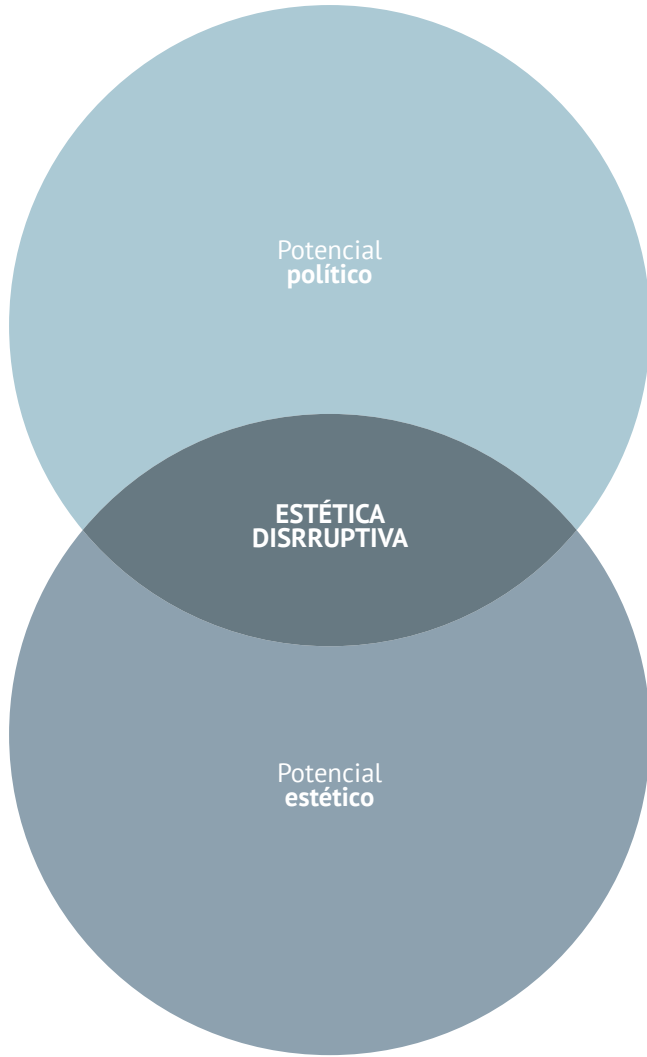 Potencial
político
ESTÉTICA
DISRRUPTIVA
Potencial
estético